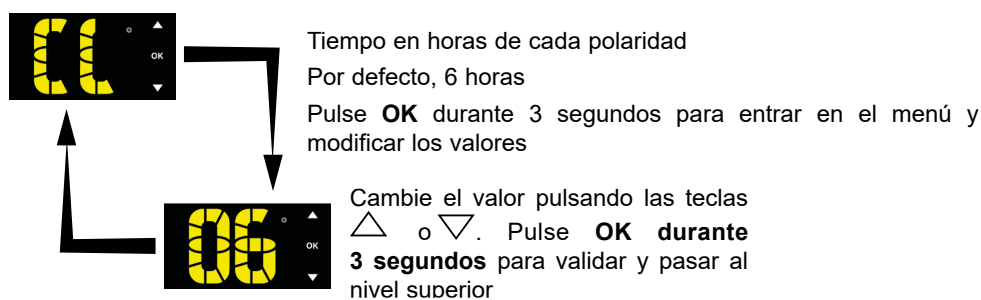 CL
OK
Tiempo en horas de cada polaridad
Por defecto, 6 horas
Pulse OK durante 3 segundos para entrar en el menú y
modificar los valores
06
OK
Cambie el valor pulsando las teclas
△ o ▽. Pulse OK durante
3 segundos para validar y pasar al
nivel superior